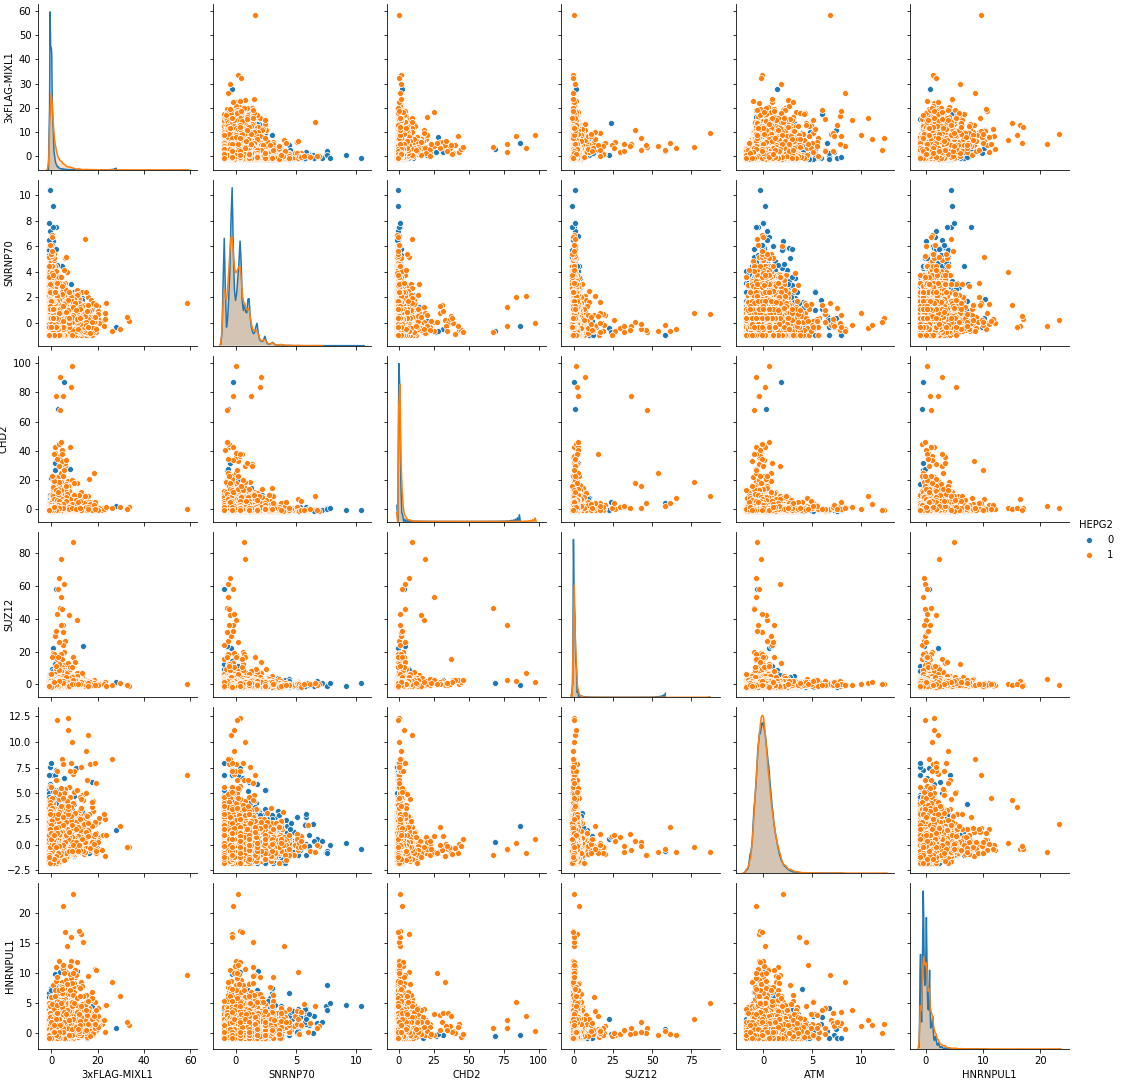 60
50
40
30
20
10
0
3xFLAG-MIXL1
10
8
6
4
2
0
SNRNP70
100
80
60
40
20
0
CHD2
80
60
40
20
0
SUZ12
HEPG2
0
1
12.5
10.0
7.5
5.0
2.5
0.0
−2.5
ATM
20
15
10
5
0
HNRNPUL1
0 20 40 60
0 5 10
0 25 50 75 100
0 25 50 75
0 5 10
0 10 20
3xFLAG-MIXL1 SNRNP70 CHD2 SUZ12 ATM HNRNPUL1